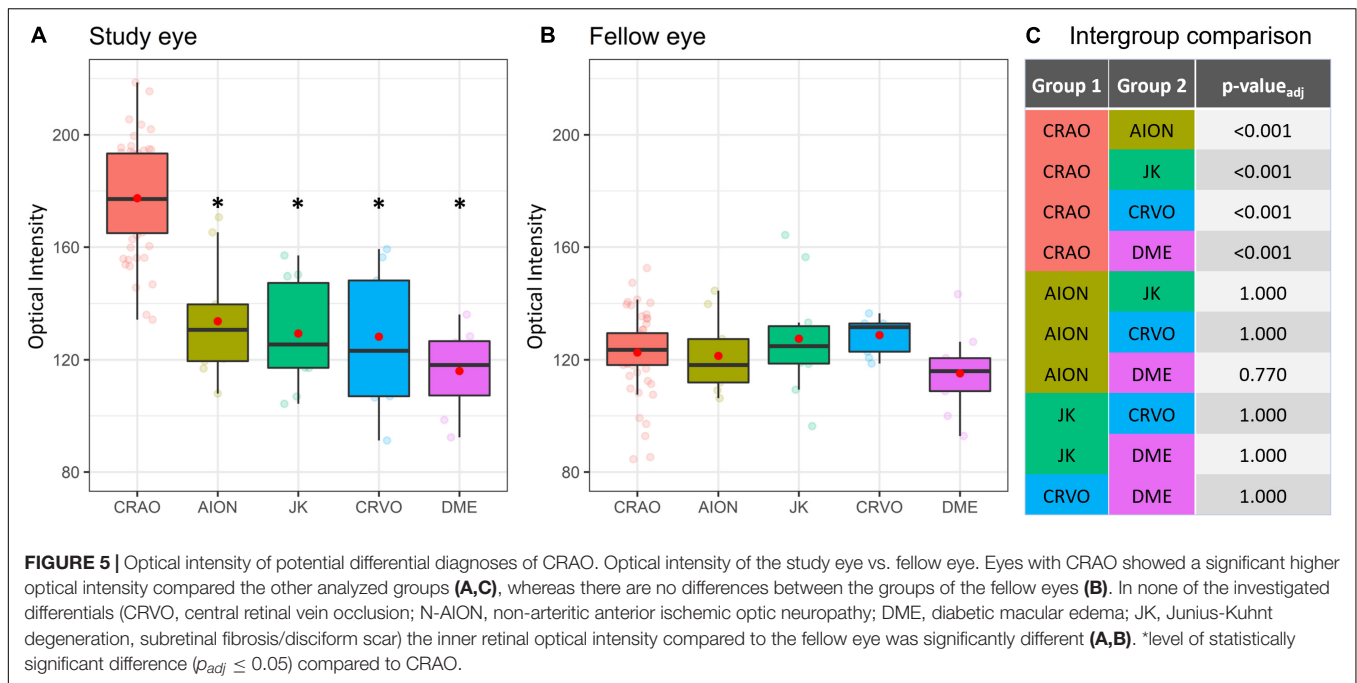 A Study eye
B Fellow eye
C Intergroup comparison
Optical Intensity
200
160
120
80
CRAO AION JK CRVO DME
Optical Intensity
200
160
120
80
CRAO AION JK CRVO DME
Group 1 Group 2 p-value adj
CRAO AION <0.001
CRAO JK <0.001
CRAO CRVO <0.001
CRAO DME <0.001
AION JK 1.000
AION CRVO 1.000
AION DME 0.770
JK CRVO 1.000
JK DME 1.000
CRVO DME 1.000
* * * *
FIGURE 5 | Optical intensity of potential differential diagnoses of CRAO. Optical intensity of the study eye vs. fellow eye. Eyes with CRAO showed a significant higher
optical intensity compared the other analyzed groups (A,C), whereas there are no differences between the groups of the fellow eyes (B). In none of the investigated
differentials (CRVO, central retinal vein occlusion; N-AION, non-arteritic anterior ischemic optic neuropathy; DME, diabetic macular edema; JK, Junius-Kuhnt
degeneration, subretinal fibrosis/disciform scar) the inner retinal optical intensity compared to the fellow eye was significantly different (A,B). *level of statistically
significant difference (p adj ≤ 0.05) compared to CRAO.